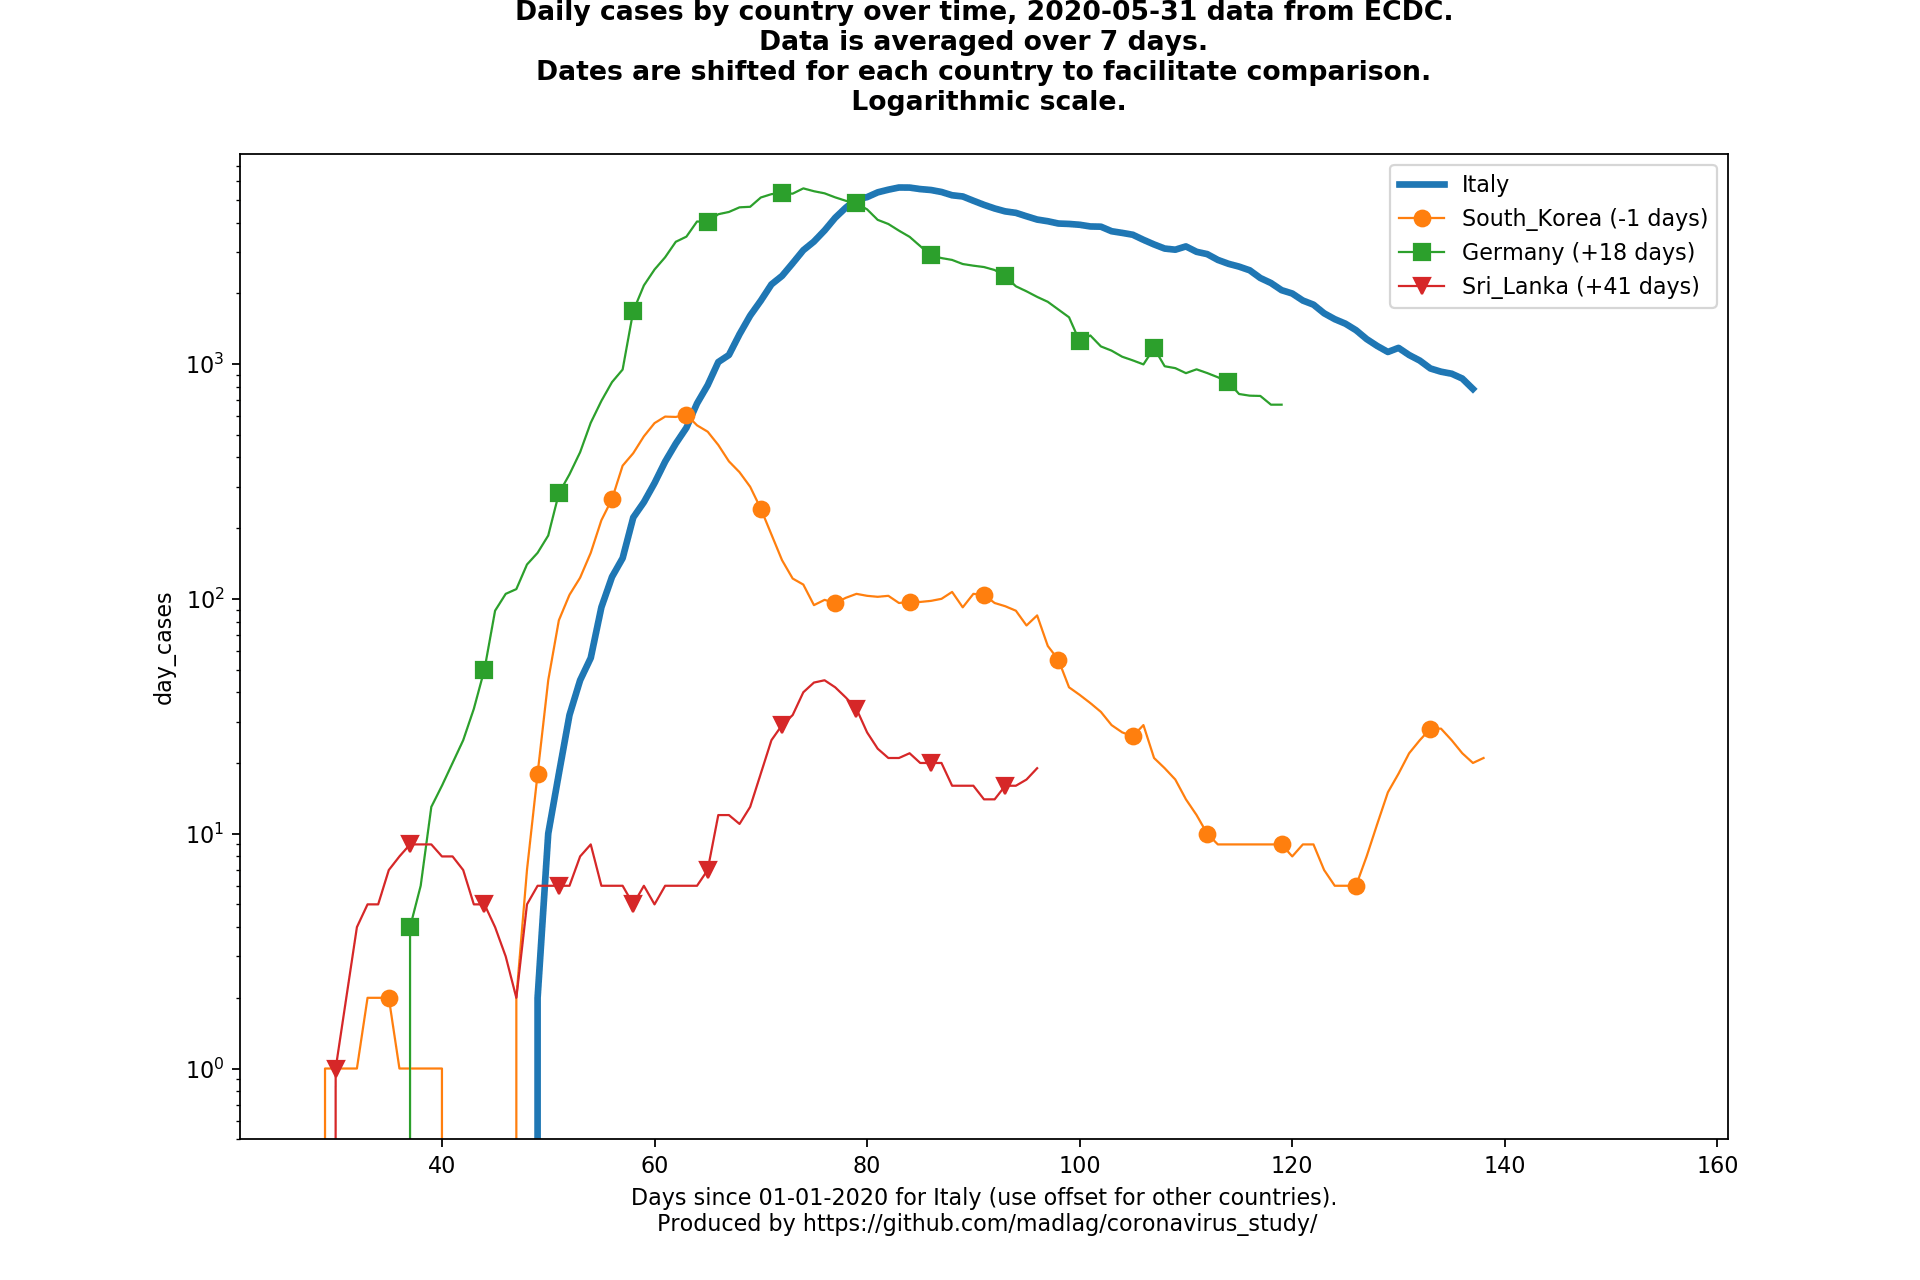 Daily cases by country over time, 2020-05-31 data from ECDC.
Data is averaged over 7 days.
Dates are shifted for each country to facilitate comparison.
Logarithmic scale.
Italy
South_Korea (-1 days)
Germany (+18 days)
Sri_Lanka (+41 days)
10³
10²
10¹
10⁰
day_cases
40 60 80 100 120 140 160
Days since 01-01-2020 for Italy (use offset for other countries).
Produced by https://github.com/madlag/coronavirus_study/